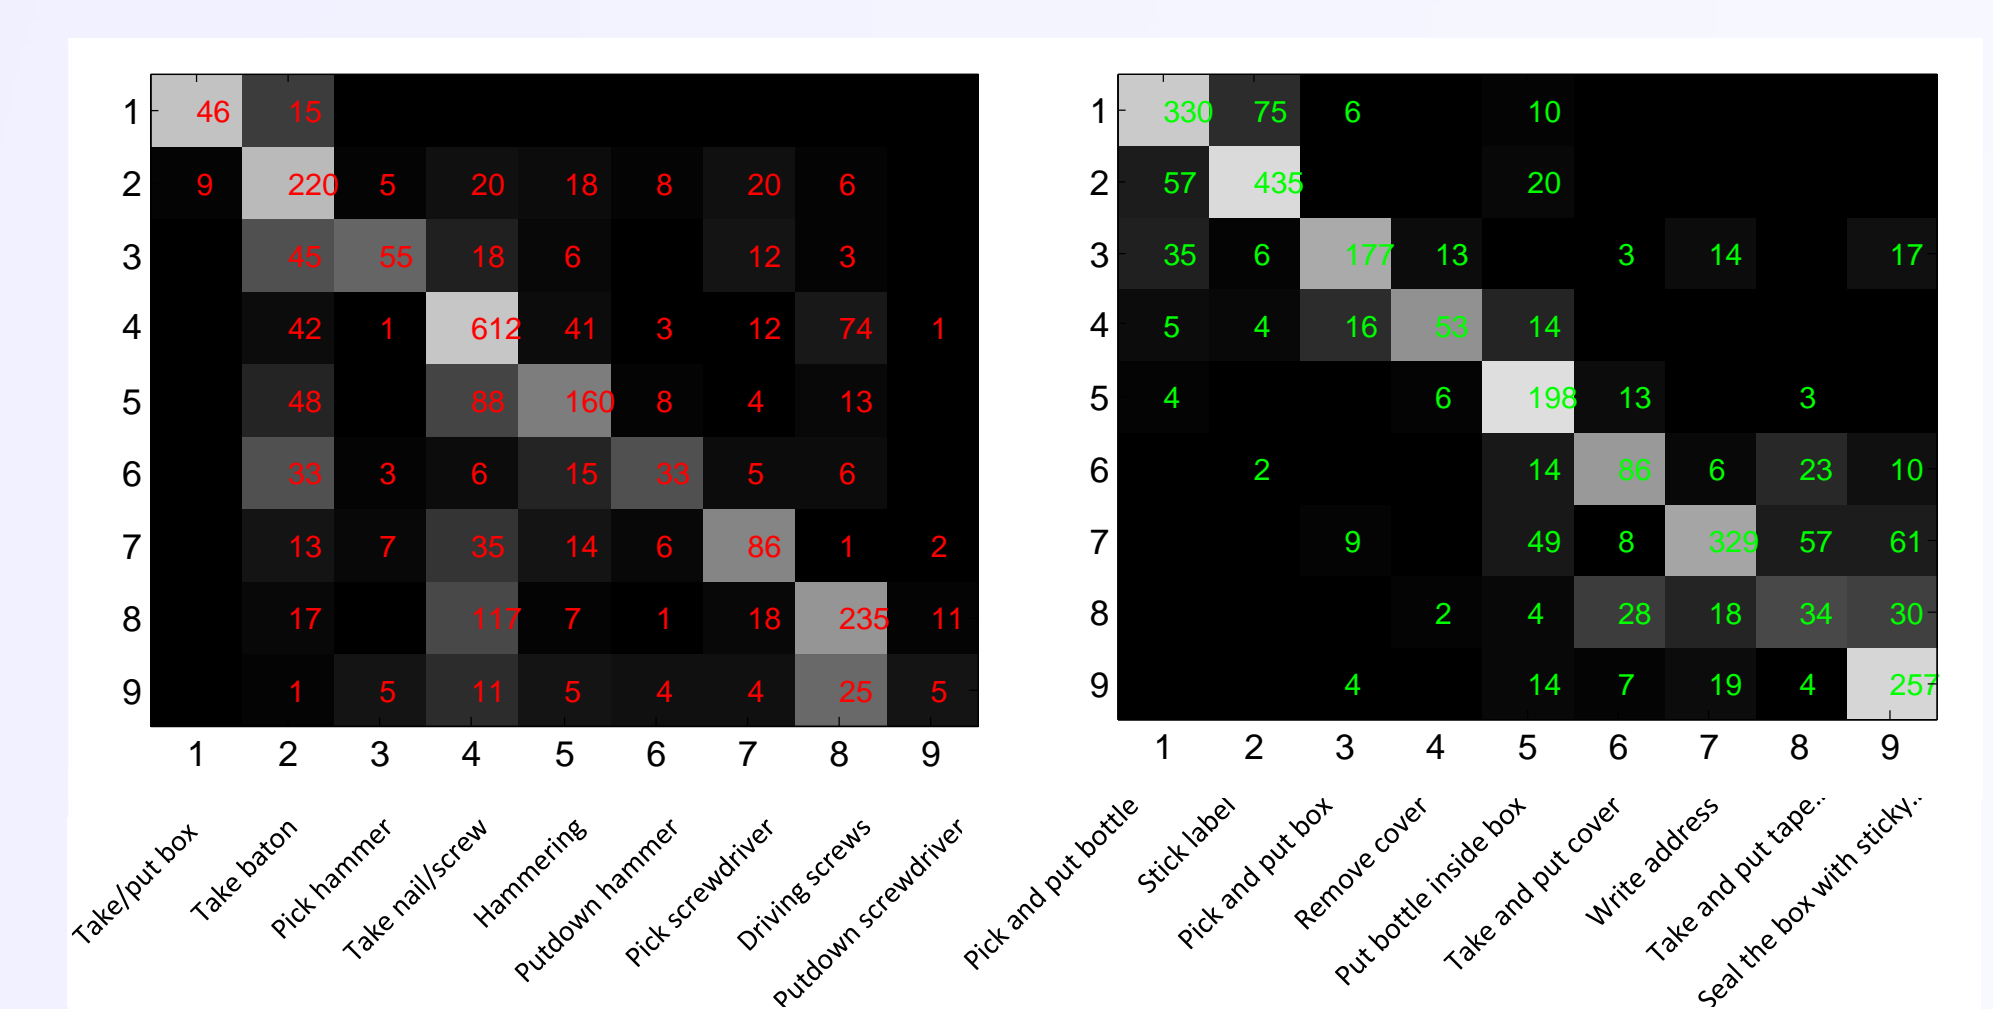 1 46 15
2 9 220 5 20 18 8 20 6
3 45 55 18 6 12 3
4 42 1 612 41 3 12 74 1
5 48 88 160 8 4 13
6 33 3 6 15 33 5 6
7 13 7 35 14 6 86 1 2
8 17 117 7 1 18 235 11
9 1 5 11 5 4 4 25 5
1 2 3 4 5 6 7 8 9
Take/put box
Take baton
Pick hammer
Take nail/screw
Hammering
Putdown hammer
Pick screwdriver
Driving screws
Putdown screwdriver
1 330 75 6 10
2 57 435 20
3 35 6 177 13 3 14 17
4 5 4 16 53 14
5 4 6 198 13 3
6 2 14 86 6 23 10
7 9 49 8 329 57 61
8 2 4 28 18 34 30
9 4 14 7 19 4 257
1 2 3 4 5 6 7 8 9
Pick and put bottle
Stick label
Pick and put box
Remove cover
Put bottle inside box
Take and put cover
Write address
Take and put tape..
Seal the box with sticky..